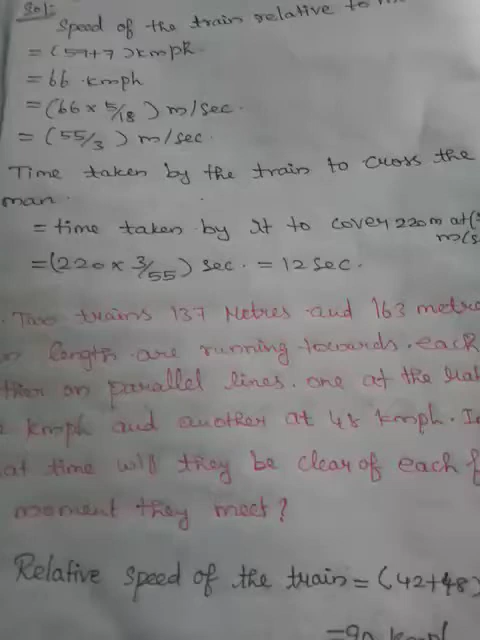 Sol:
Speed of the train relative to
= (59+7) kmph.
= 66 kmph
= (66 × 5/18) m/sec.
= (55/3) m/sec.
Time taken by the train to cross the
man.
= time taken by it to cover 220m at
= (220 × 3/55) sec. = 12 sec.
Two trains 137 Metres and 163 metre
length are running towards each
on parallel lines. one at the
kmph and another at 48 kmph. In
at time will they be clear of each
moment they meet?
Relative speed of the train = (42+48)
=90 kmph